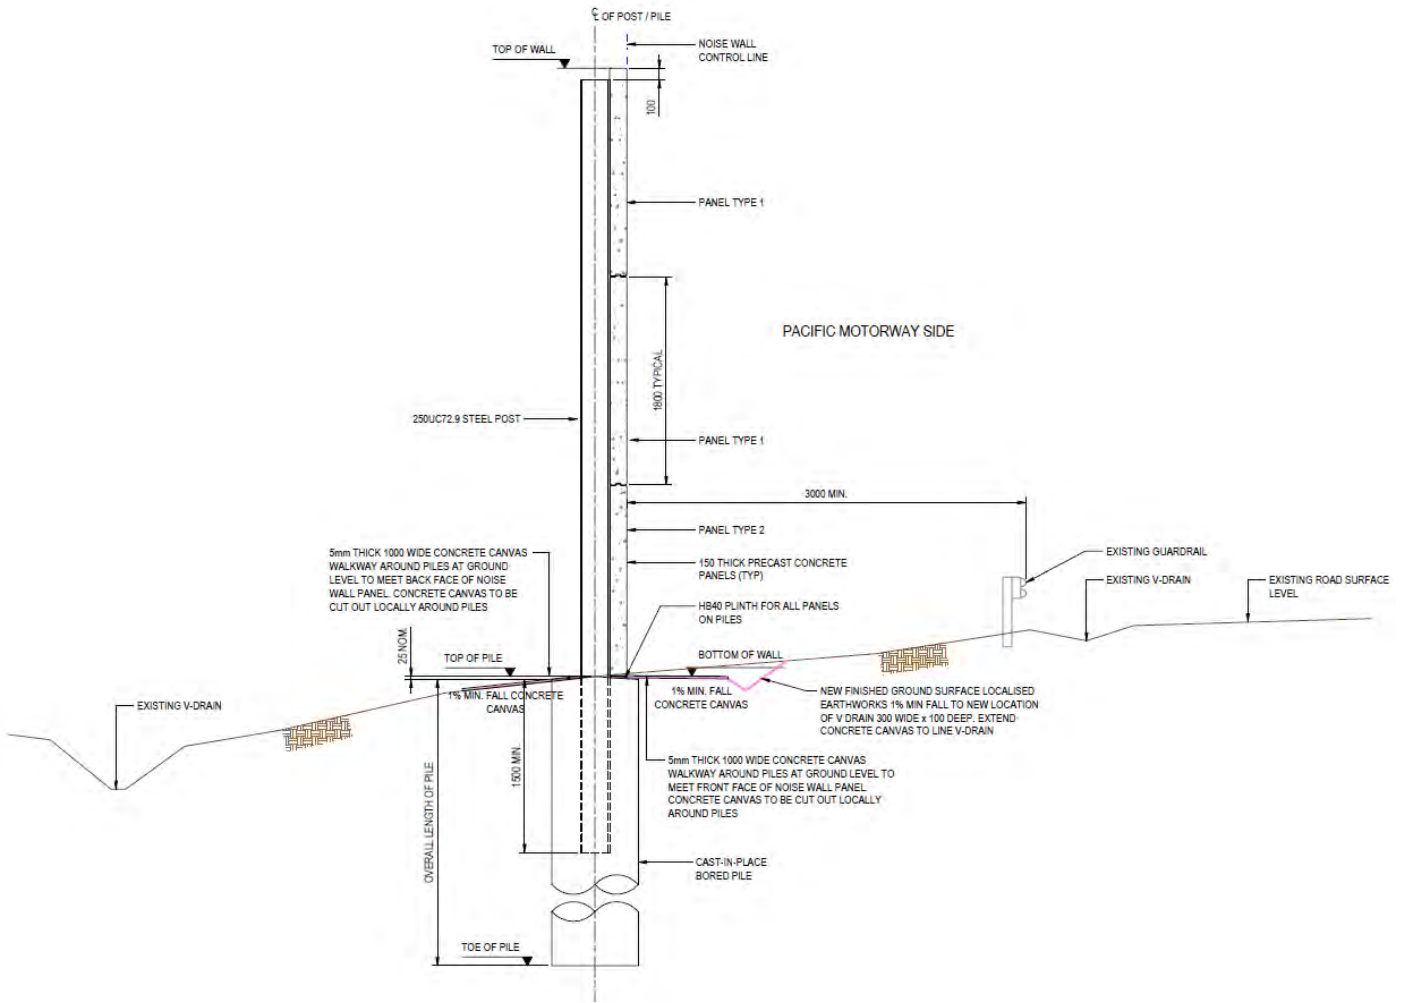 ℄ OF POST / PILE
TOP OF WALL
NOISE WALL
CONTROL LINE
100
PANEL TYPE 1
PACIFIC MOTORWAY SIDE
1800 TYPICAL
250UC72.9 STEEL POST
PANEL TYPE 1
3000 MIN.
PANEL TYPE 2
5mm THICK 1000 WIDE CONCRETE CANVAS
WALKWAY AROUND PILES AT GROUND
LEVEL TO MEET BACK FACE OF NOISE
WALL PANEL. CONCRETE CANVAS TO BE
CUT OUT LOCALLY AROUND PILES
150 THICK PRECAST CONCRETE
PANELS (TYP)
EXISTING GUARDRAIL
EXISTING V-DRAIN
EXISTING ROAD SURFACE
LEVEL
HB40 PLINTH FOR ALL PANELS
ON PILES
25 NOM.
TOP OF PILE
BOTTOM OF WALL
1% MIN. FALL CONCRETE
CANVAS
1% MIN. FALL
CONCRETE CANVAS
NEW FINISHED GROUND SURFACE LOCALISED
EARTHWORKS 1% MIN FALL TO NEW LOCATION
OF V DRAIN 300 WIDE x 100 DEEP. EXTEND
CONCRETE CANVAS TO LINE V-DRAIN
EXISTING V-DRAIN
1500 MIN.
OVERALL LENGTH OF PILE
5mm THICK 1000 WIDE CONCRETE CANVAS
WALKWAY AROUND PILES AT GROUND LEVEL TO
MEET FRONT FACE OF NOISE WALL PANEL
CONCRETE CANVAS TO BE CUT OUT LOCALLY
AROUND PILES
CAST-IN-PLACE
BORED PILE
TOE OF PILE